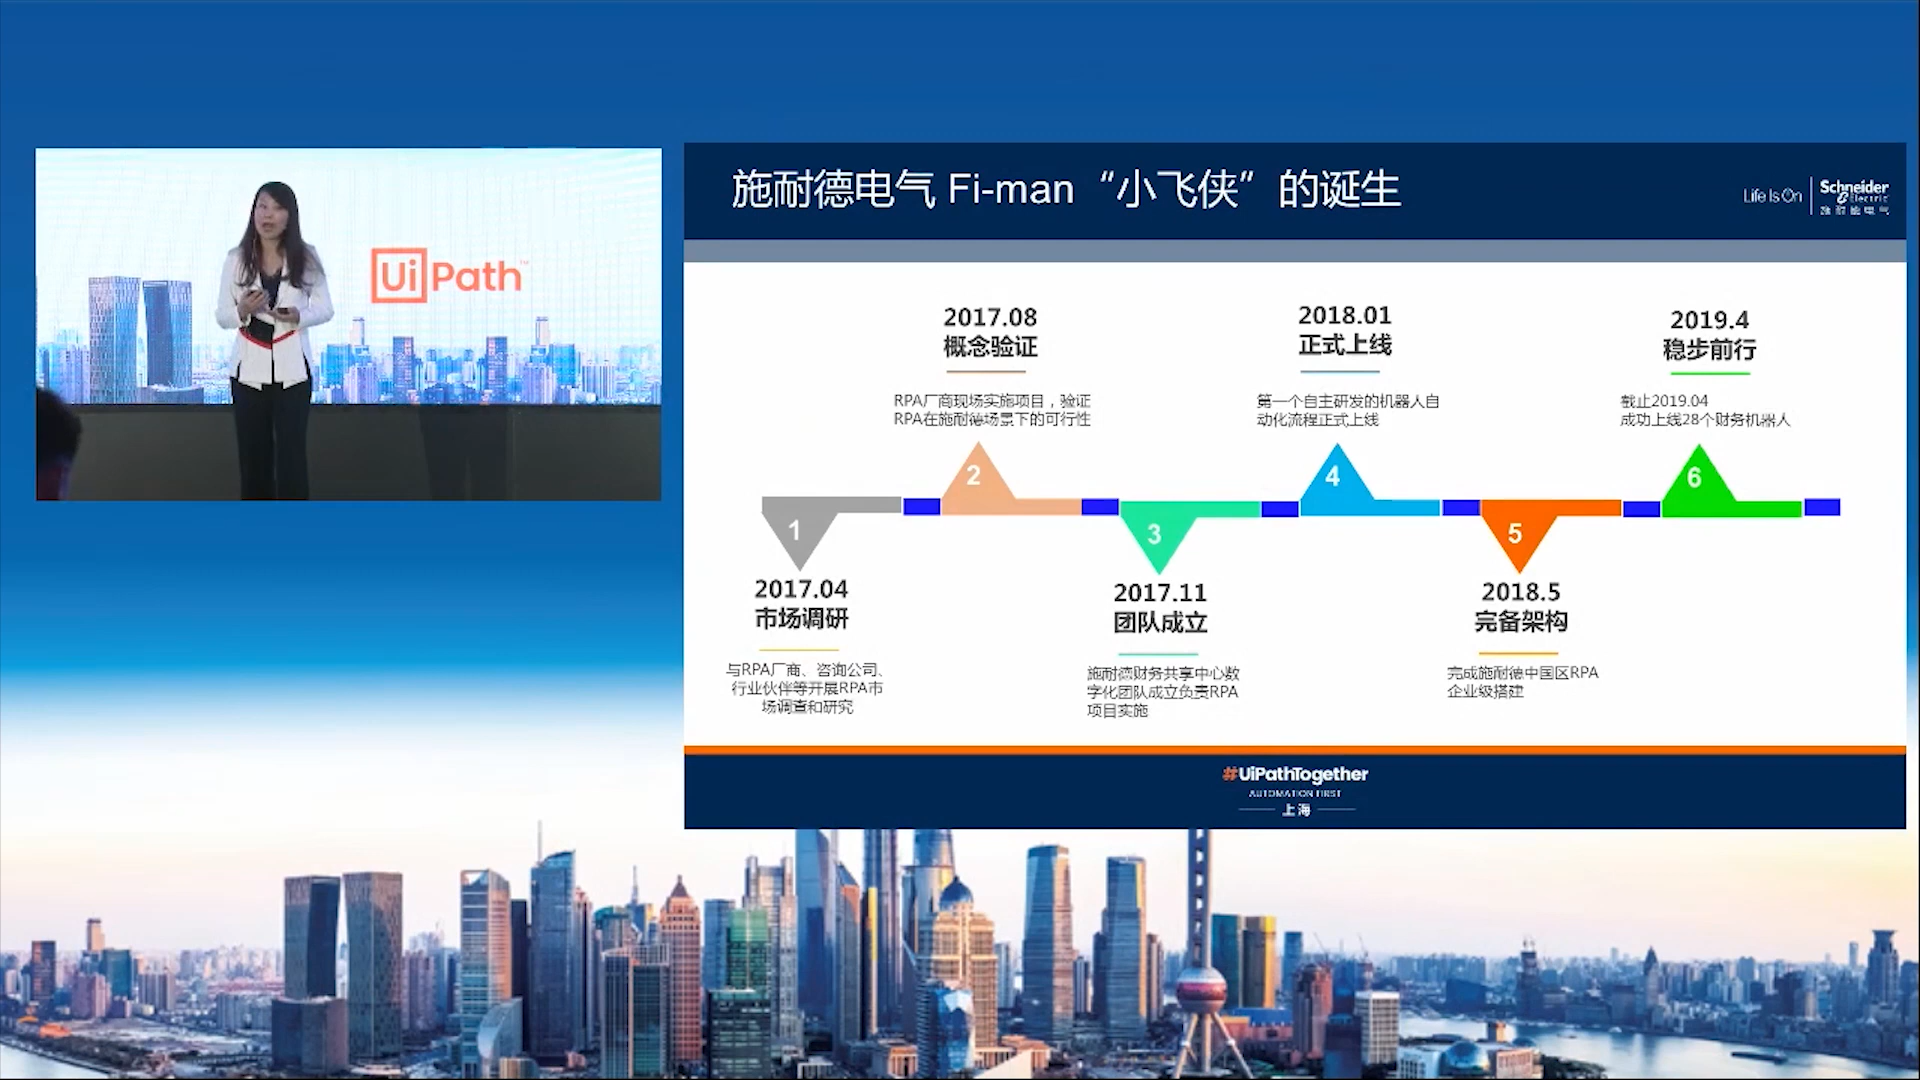 UiPath™
施耐德电气 Fi-man “小飞侠” 的诞生
Life Is On
Schneider
Electric
施耐德电气
2017.08
概念验证
RPA厂商现场实施项目，验证
RPA在施耐德场景下的可行性
2018.01
正式上线
第一个自主研发的机器人自
动化流程正式上线
2019.4
稳步前行
截止2019.04
成功上线28个财务机器人
1
2
3
4
5
6
2017.04
市场调研
与RPA厂商、咨询公司、
行业伙伴等开展RPA市
场调查和研究
2017.11
团队成立
施耐德财务共享中心数
字化团队成立负责RPA
项目实施
2018.5
完备架构
完成施耐德中国区RPA
企业级搭建
#UiPathTogether
AUTOMATION FIRST
上海